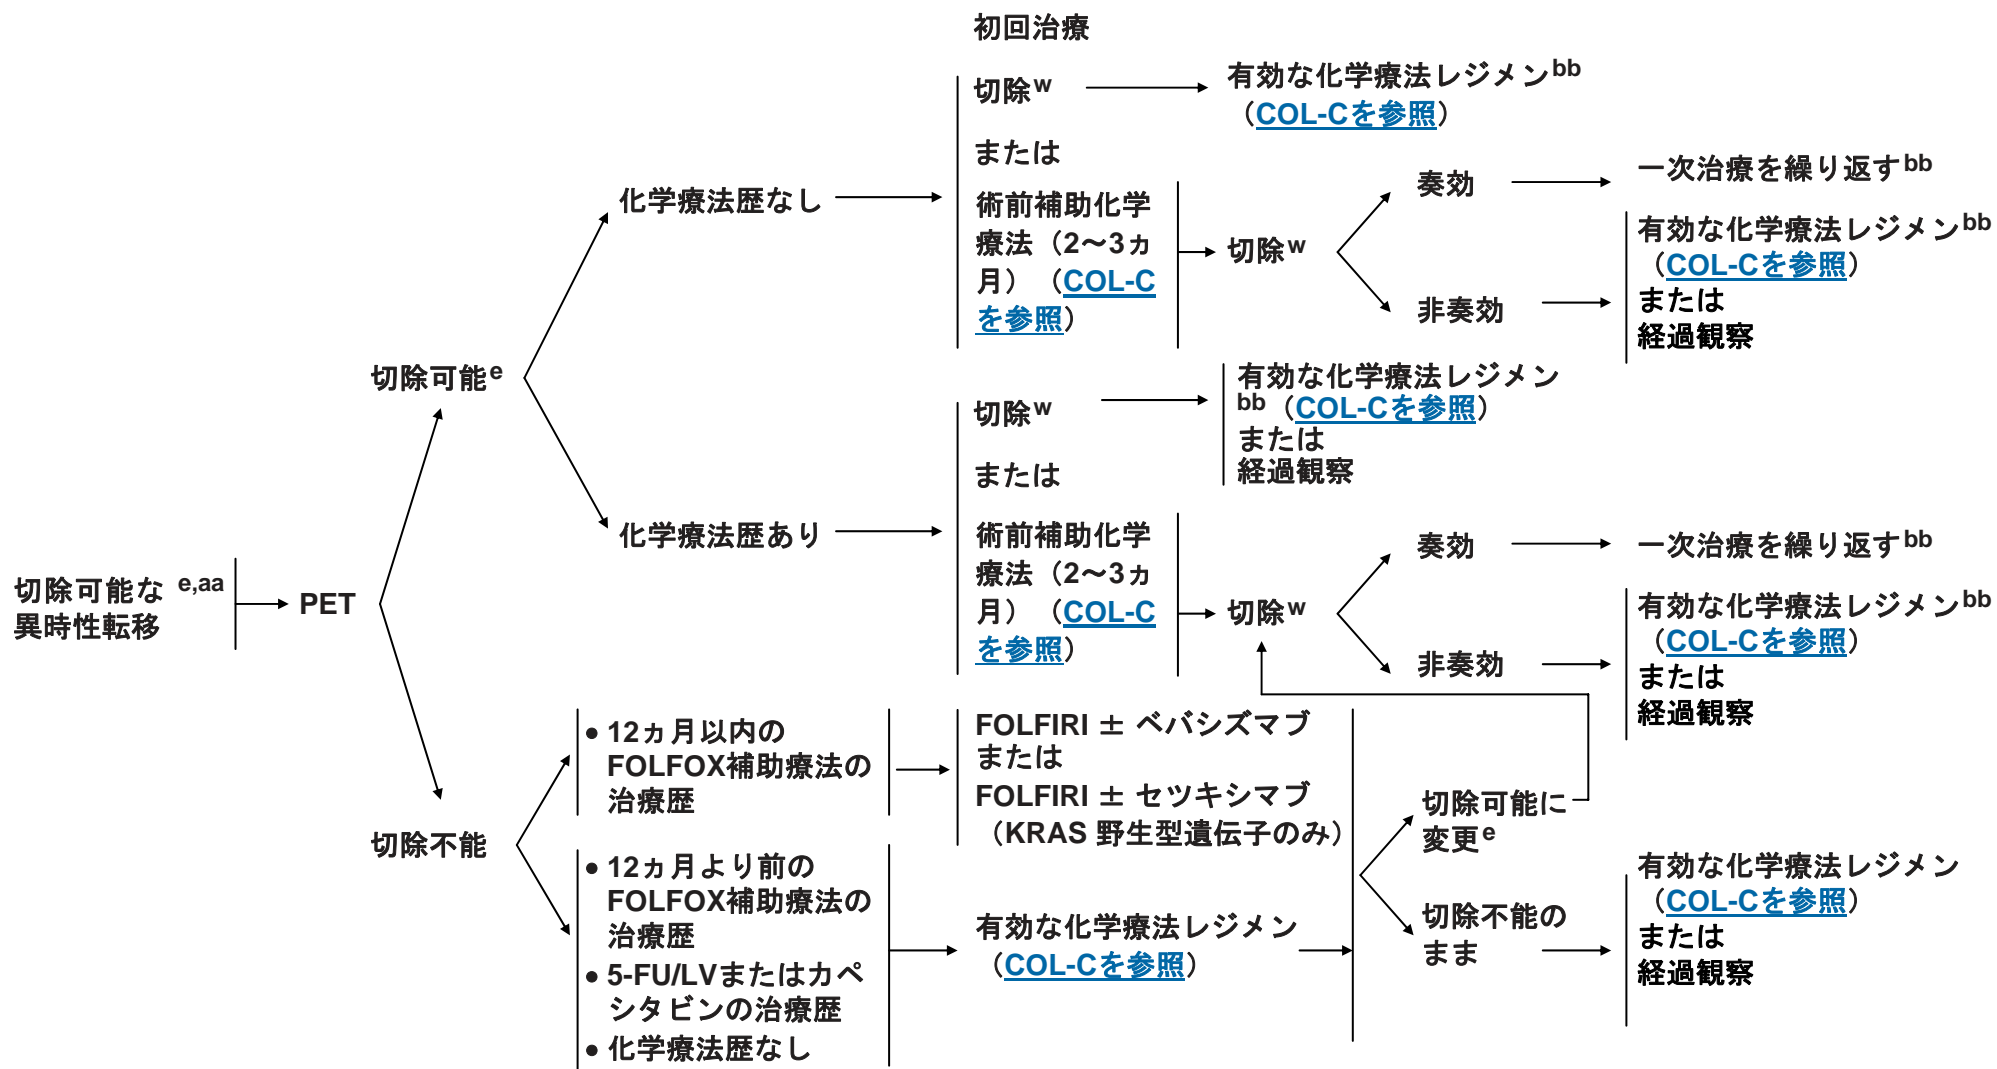 初回治療
切除w
有効な化学療法レジメンbb
（COL-Cを参照）
または
術前補助化学
療法（2～3ヵ
月）（COL-C
を参照）
化学療法歴なし
切除w
奏効
一次治療を繰り返すbb
非奏効
有効な化学療法レジメンbb
（COL-Cを参照）
または
経過観察
切除可能e
切除w
有効な化学療法レジメン
bb（COL-Cを参照）
または
経過観察
または
化学療法歴あり
術前補助化学
療法（2～3ヵ
月）（COL-C
を参照）
切除w
奏効
一次治療を繰り返すbb
非奏効
有効な化学療法レジメンbb
（COL-Cを参照）
または
経過観察
切除可能な e,aa
異時性転移
PET
切除不能
● 12ヵ月以内の
FOLFOX補助療法の
治療歴
FOLFIRI ± ベバシズマブ
または
FOLFIRI ± セツキシマブ
（KRAS 野生型遺伝子のみ）
● 12ヵ月より前の
FOLFOX補助療法の
治療歴
● 5-FU/LVまたはカペ
シタビンの治療歴
● 化学療法歴なし
有効な化学療法レジメン
（COL-Cを参照）
切除可能に
変更e
切除不能の
まま
有効な化学療法レジメン
（COL-Cを参照）
または
経過観察